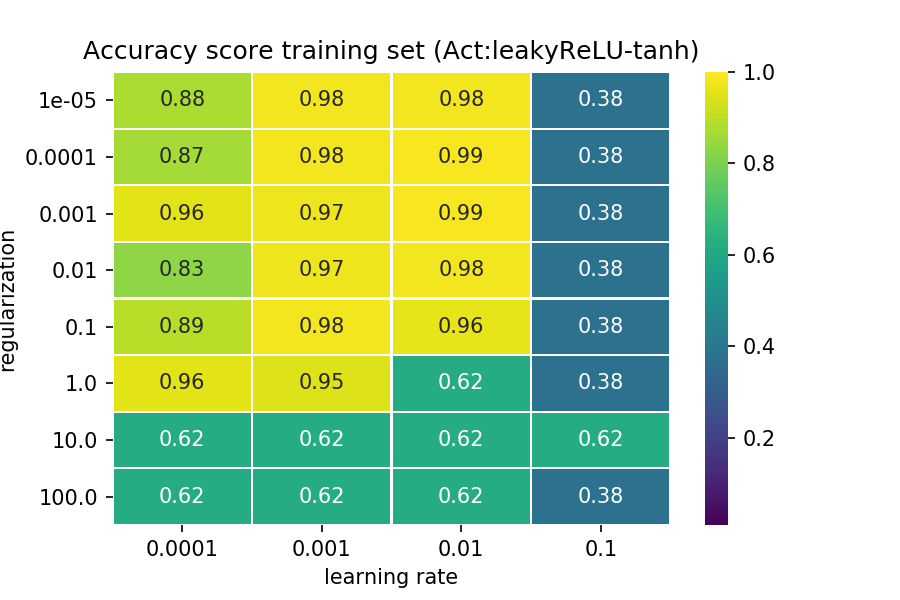 Accuracy score training set (Act:leakyReLU-tanh)
1e-05 0.88 0.98 0.98 0.38
0.0001 0.87 0.98 0.99 0.38
0.001 0.96 0.97 0.99 0.38
0.01 0.83 0.97 0.98 0.38
0.1 0.89 0.98 0.96 0.38
1.0 0.96 0.95 0.62 0.38
10.0 0.62 0.62 0.62 0.62
100.0 0.62 0.62 0.62 0.38
0.0001 0.001 0.01 0.1
learning rate
regularization
1.0
0.8
0.6
0.4
0.2